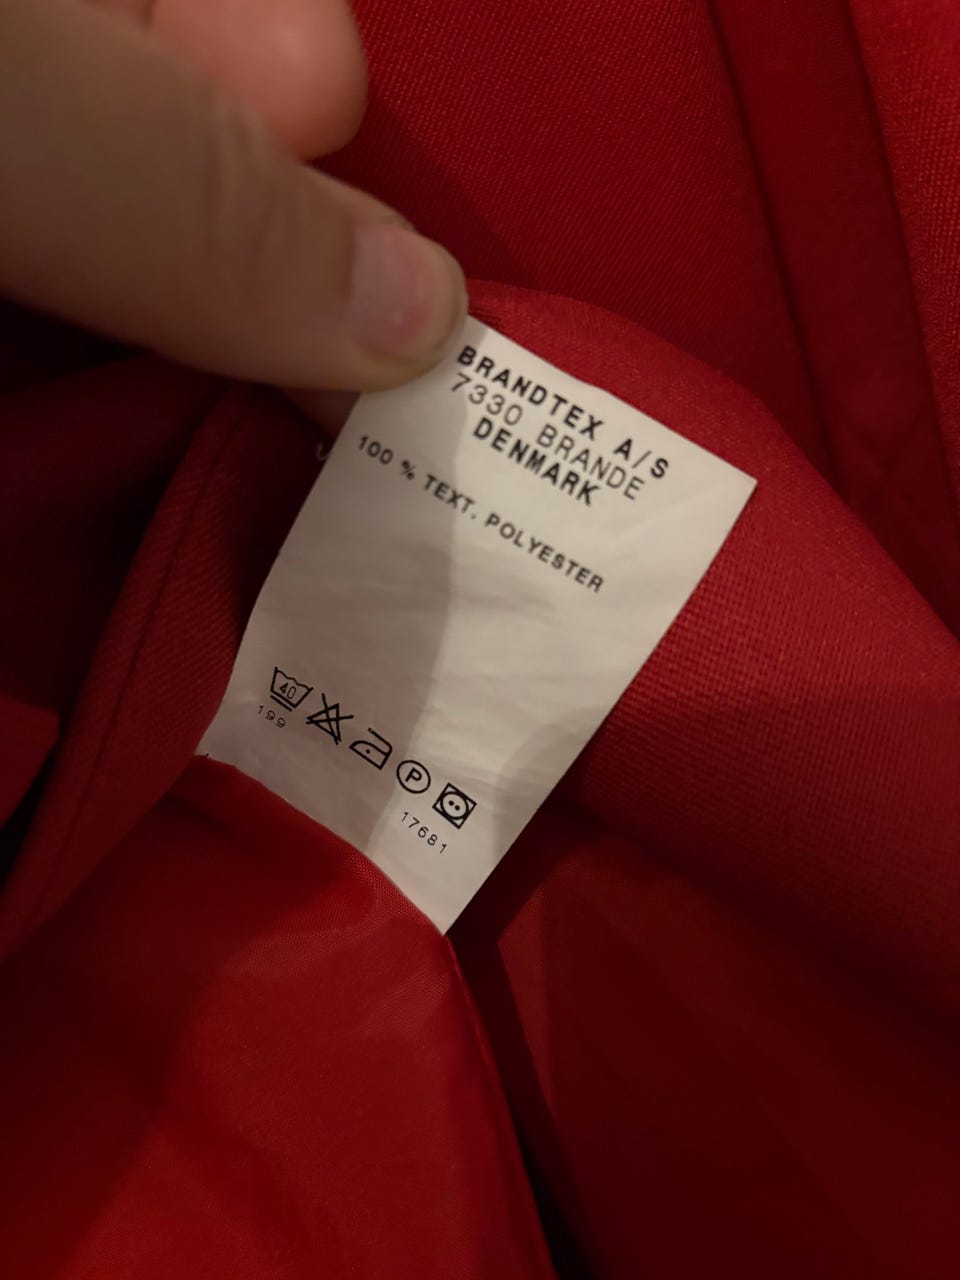 BRANDTEX A/S
7330 BRANDE
DENMARK
100 % TEXT. POLYESTER
40
199
P
17681